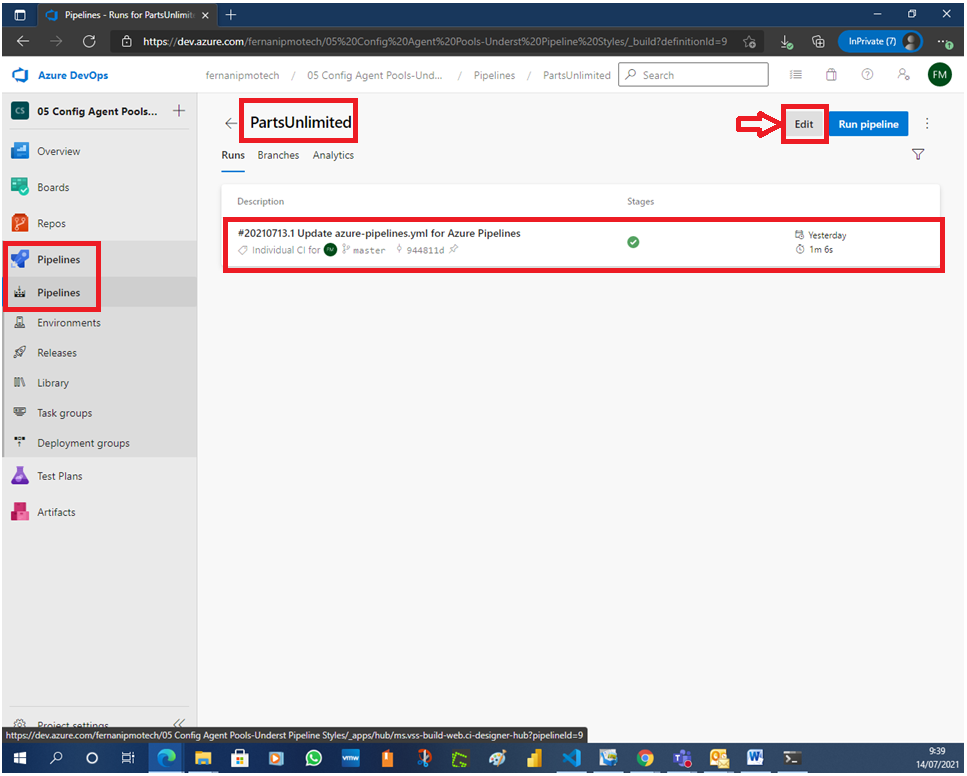 Pipelines - Runs for PartsUnlimit
https://dev.azure.com/fernanipmotech/05%20Config%20Agent%20Pools-Underst%20Pipeline%20Styles/_build?definitionId=9
InPrivate (7)
Azure DevOps
fernanipmotech / 05 Config Agent Pools-Und... / Pipelines / PartsUnlimited
Search
FM
CS
05 Config Agent Pools...
Overview
Boards
Repos
Pipelines
Pipelines
Environments
Releases
Library
Task groups
Deployment groups
Test Plans
Artifacts
Project settings
PartsUnlimited
Edit
Run pipeline
Runs
Branches
Analytics
Description
Stages
#20210713.1 Update azure-pipelines.yml for Azure Pipelines
Individual CI for FM master 944811d
Yesterday
1m 6s
https://dev.azure.com/fernanipmotech/05 Config Agent Pools-Underst Pipeline Styles/_apps/hub/ms.vss-build-web.ci-designer-hub?pipelineId=9
vmw
9:39
14/07/2021